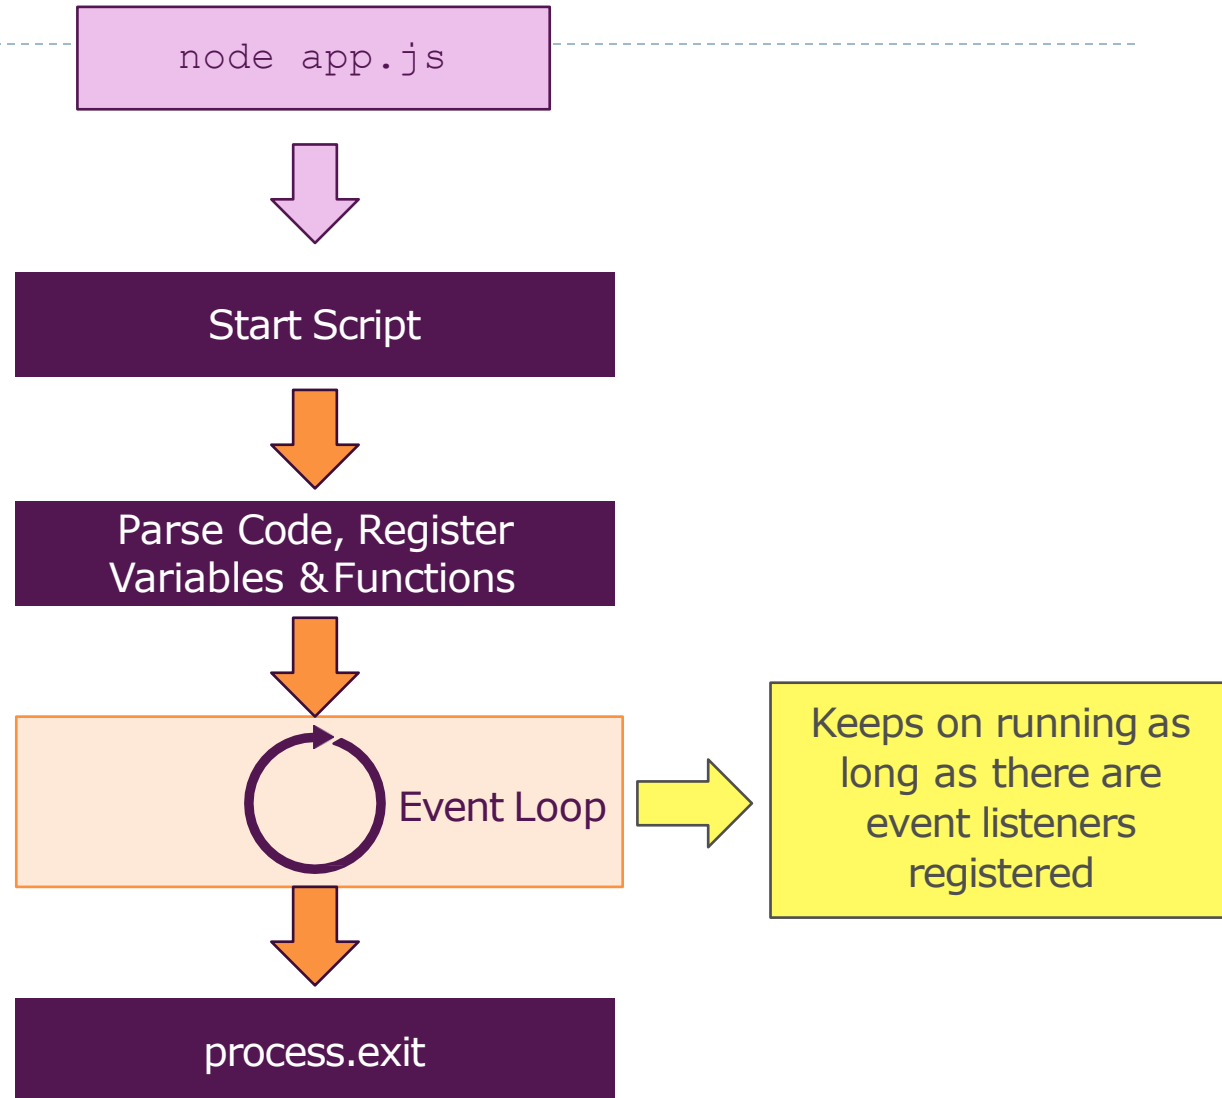 node app.js
Start Script
Parse Code, Register
Variables & Functions
Event Loop
Keeps on running as
long as there are
event listeners
registered
process.exit